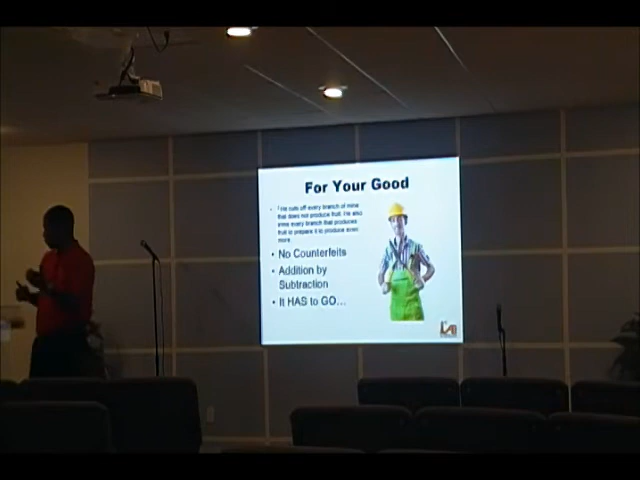 For Your Good
• ² He cuts off every branch of mine
that does not produce fruit. He also
trims every branch that produces
fruit to prepare it to produce even
more.
• No Counterfeits
• Addition by
Subtraction
• It HAS to GO…